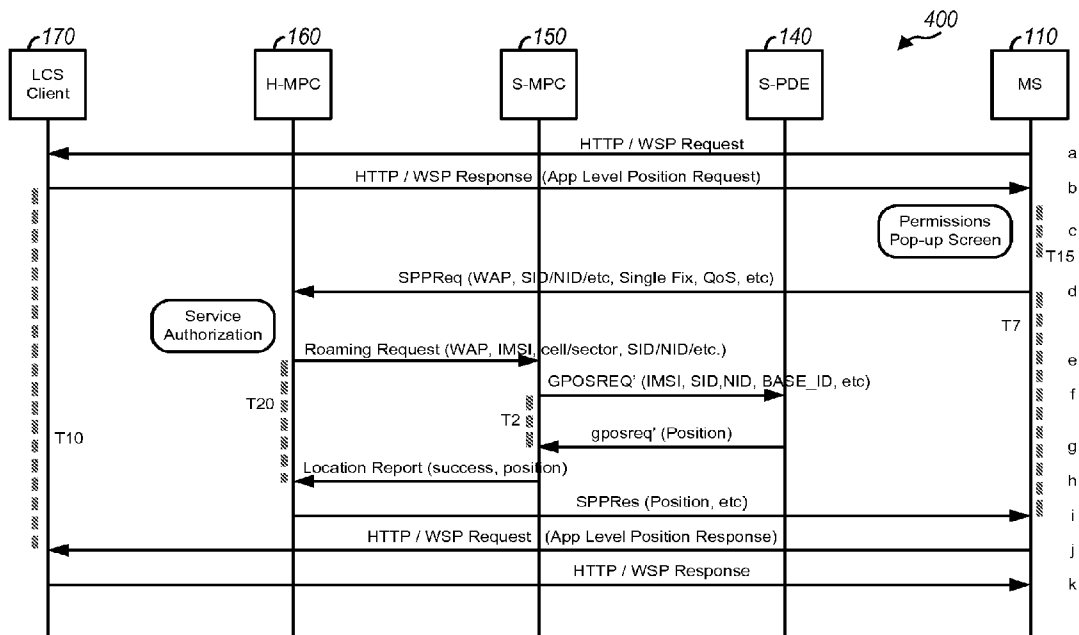 400
170
160
150
140
110
LCS
Client
H-MPC
S-MPC
S-PDE
MS
HTTP / WSP Request
a
HTTP / WSP Response (App Level Position Request)
b
Permissions
Pop-up Screen
c
T15
SPPReq (WAP, SID/NID/etc, Single Fix, QoS, etc)
d
Service
Authorization
T7
Roaming Request (WAP, IMSI, cell/sector, SID/NID/etc.)
e
GPOSREQ' (IMSI, SID,NID, BASE_ID, etc)
f
T20
T2
T10
gposreq' (Position)
g
Location Report (success, position)
h
SPPRes (Position, etc)
i
HTTP / WSP Request (App Level Position Response)
j
HTTP / WSP Response
k